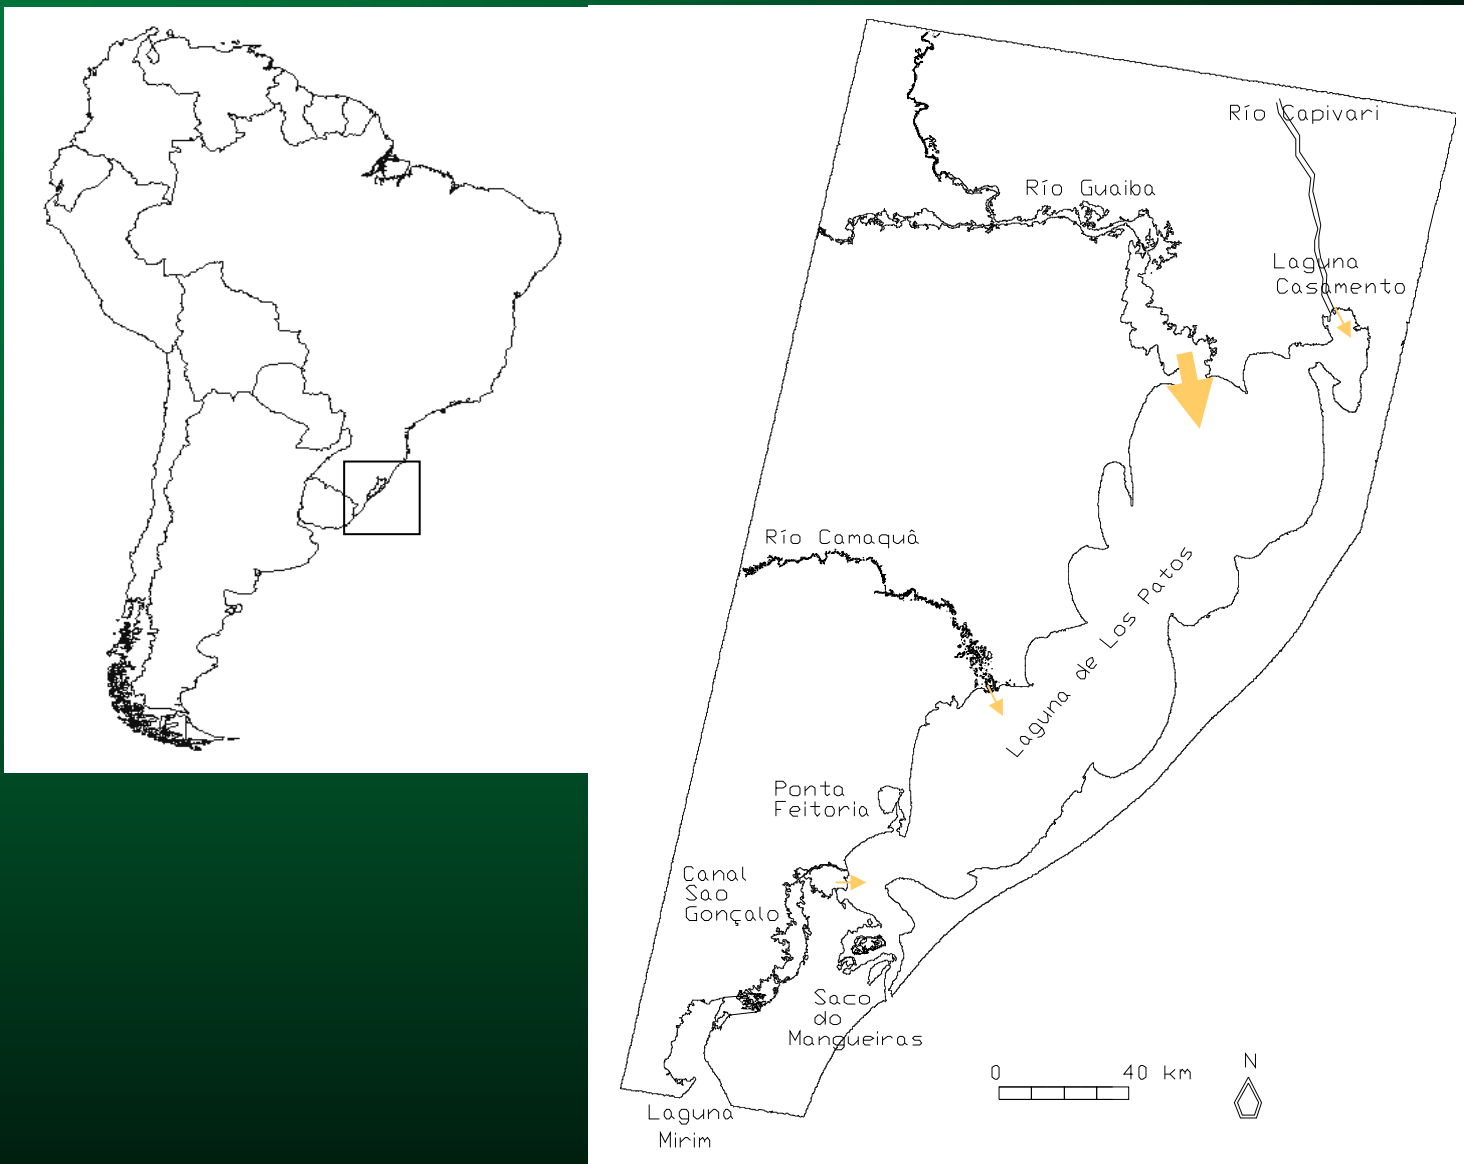 Río Capivari
Río Guaiba
Laguna
Casamento
Río Camaquâ
Laguna de Los Patos
Ponta
Feitoria
Canal
Sao
Gonçalo
Saco
do
Mangueiras
0 40 km
N
Laguna
Mirim